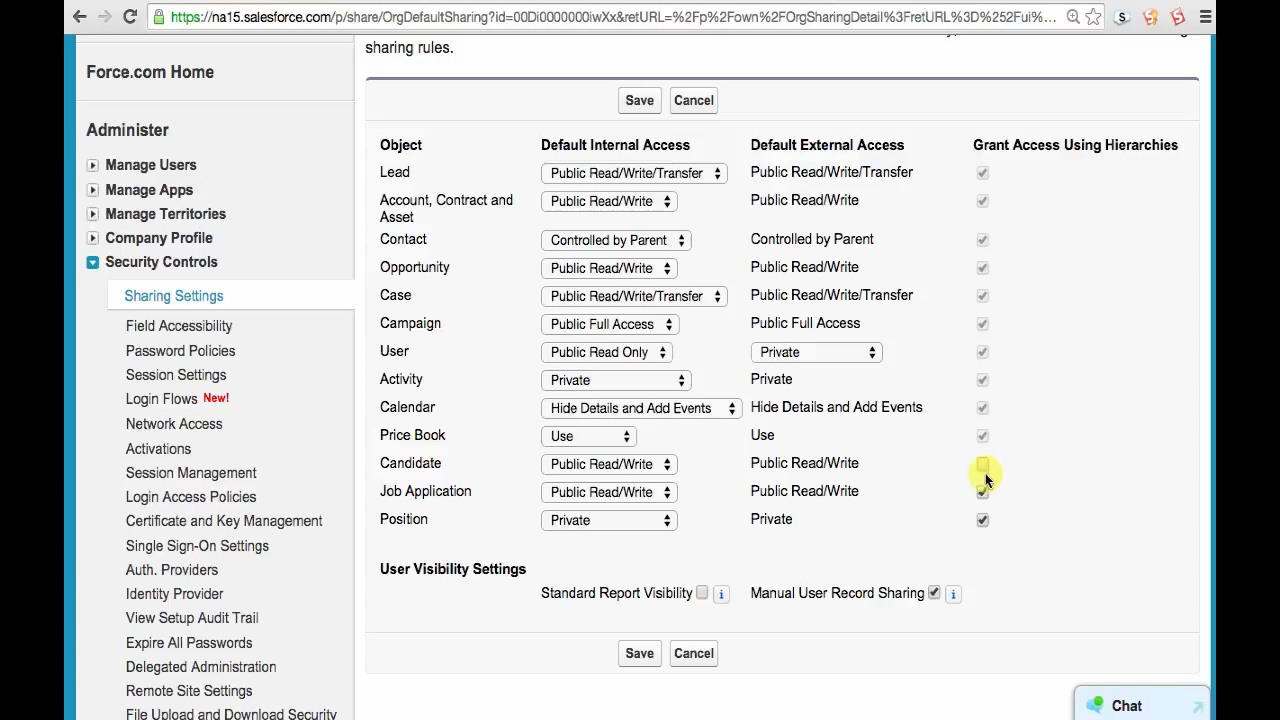 https://na15.salesforce.com/p/share/OrgDefaultSharing?id=00Di0000000iwXx&retURL=%2Fp%2Fown%2FOrgSharingDetail%3FretURL%3D%252Fui%...
sharing rules.
Force.com Home
Administer
Manage Users
Manage Apps
Manage Territories
Company Profile
Security Controls
Sharing Settings
Field Accessibility
Password Policies
Session Settings
Login Flows New!
Network Access
Activations
Session Management
Login Access Policies
Certificate and Key Management
Single Sign-On Settings
Auth. Providers
Identity Provider
View Setup Audit Trail
Expire All Passwords
Delegated Administration
Remote Site Settings
File Upload and Download Security
Save Cancel
Object Default Internal Access Default External Access Grant Access Using Hierarchies
Lead Public Read/Write/Transfer Public Read/Write/Transfer
Account, Contract and Public Read/Write Public Read/Write
Asset
Contact Controlled by Parent Controlled by Parent
Opportunity Public Read/Write Public Read/Write
Case Public Read/Write/Transfer Public Read/Write/Transfer
Campaign Public Full Access Public Full Access
User Public Read Only Private
Activity Private Private
Calendar Hide Details and Add Events Hide Details and Add Events
Price Book Use Use
Candidate Public Read/Write Public Read/Write
Job Application Public Read/Write Public Read/Write
Position Private Private
User Visibility Settings
Standard Report Visibility i Manual User Record Sharing i
Save Cancel
Chat